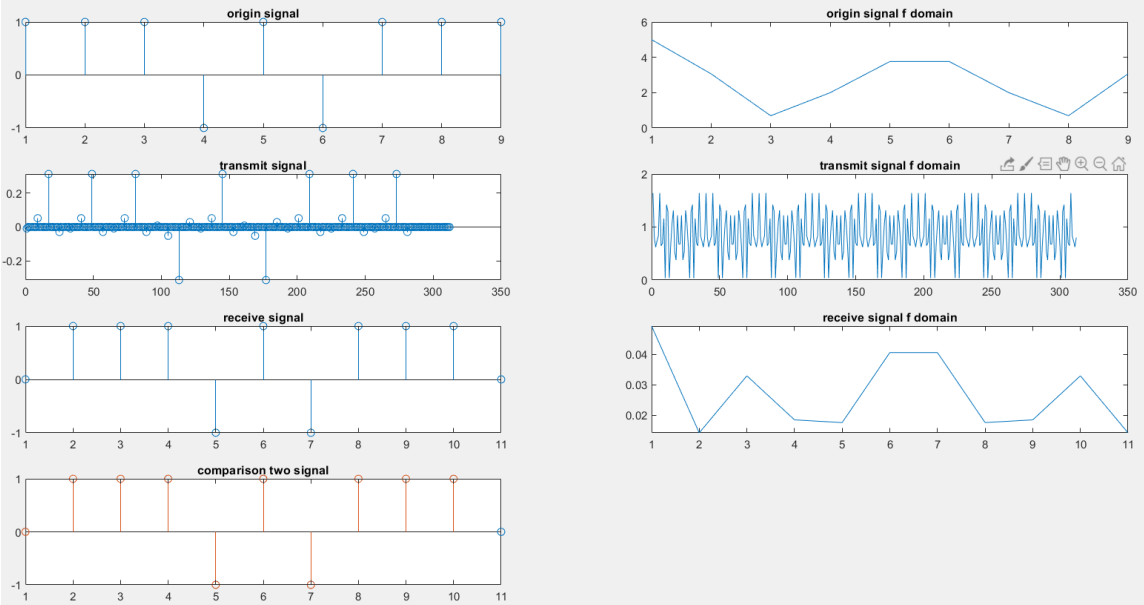 origin signal
1
0
-1
1 2 3 4 5 6 7 8 9
origin signal f domain
6
4
2
0
1 2 3 4 5 6 7 8 9
transmit signal
0.2
0
-0.2
0 50 100 150 200 250 300 350
transmit signal f domain
2
1
0
0 50 100 150 200 250 300 350
receive signal
1
0
-1
1 2 3 4 5 6 7 8 9 10 11
receive signal f domain
0.04
0.03
0.02
1 2 3 4 5 6 7 8 9 10 11
comparison two signal
1
0
-1
1 2 3 4 5 6 7 8 9 10 11